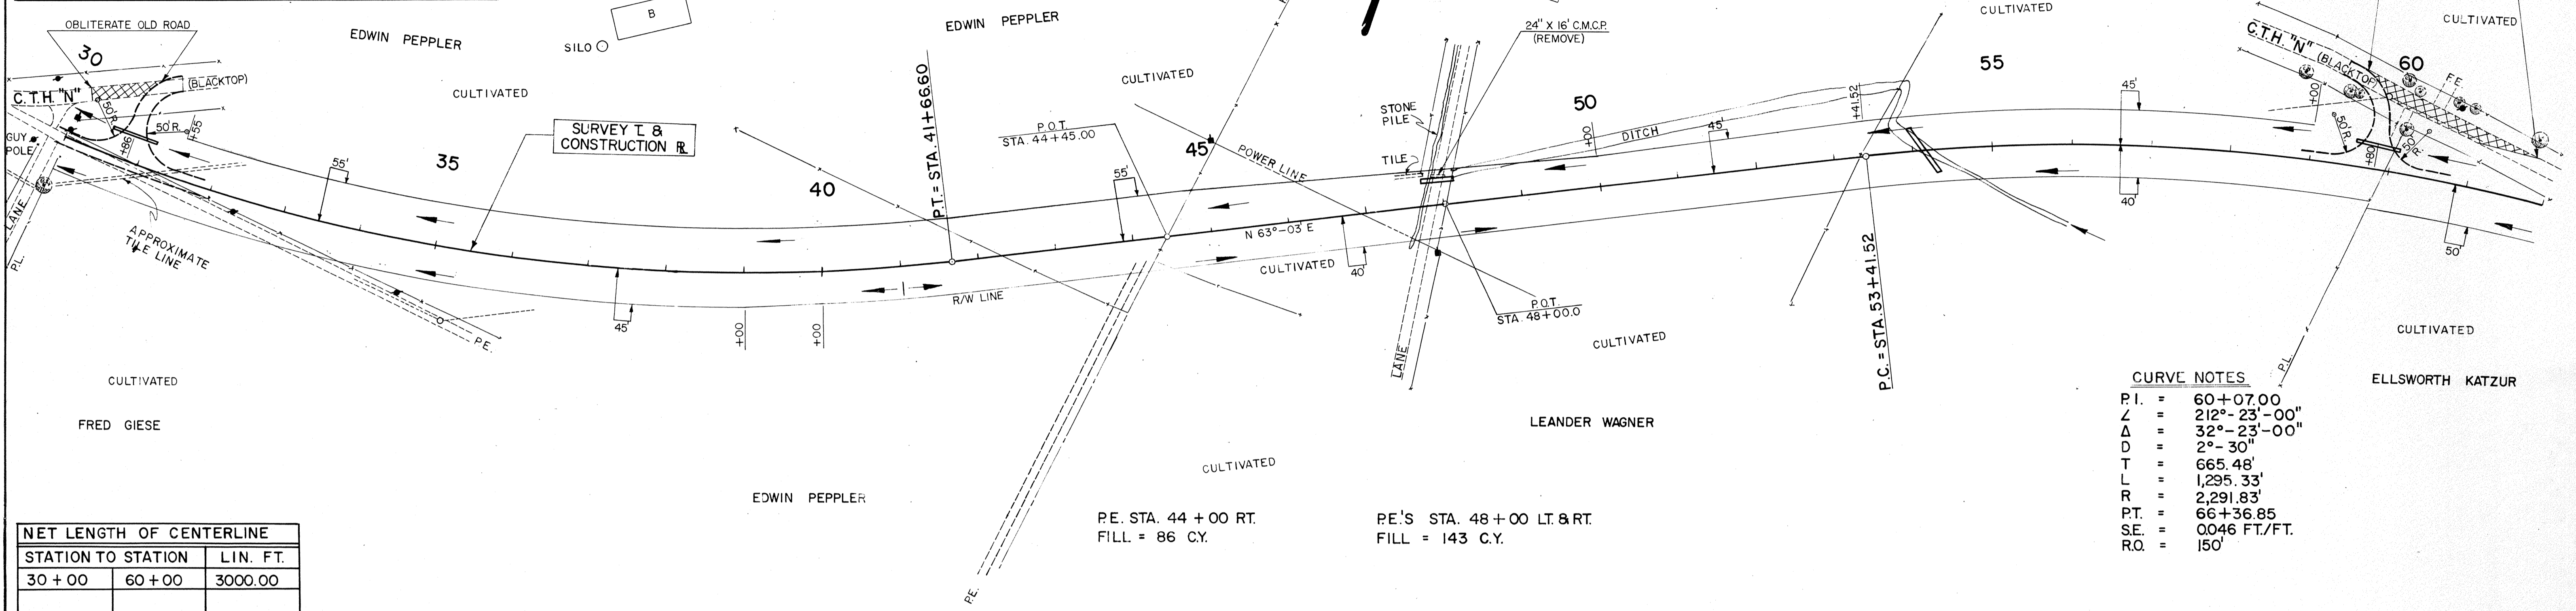 OBLITERATE OLD ROAD
30
C.T.H. "N"
(BLACKTOP)
50' R.
50' R.
+86
+55
GUY
POLE
LANE
P.L.
APPROXIMATE
TILE LINE
P.E.
EDWIN PEPPLER
SILO
B
CULTIVATED
35
55'
SURVEY T L &
CONSTRUCTION RL
45'
+00
+00
40
P.T. = STA. 41+66.60
EDWIN PEPPLER
CULTIVATED
P.O.T.
STA. 44+45.00
55'
45
POWER LINE
R/W LINE
N 63°-03' E
CULTIVATED
40'
STONE
PILE
TILE
24" X 16' C.M.C.P.
(REMOVE)
LANE
P.O.T.
STA. 48+00.0
50
+00
DITCH
45'
+41.52
P.C. = STA. 53+41.52
CULTIVATED
CULTIVATED
55
45'
40'
C.T.H. "N" (BLACKTOP)
60
F.E.
CULTIVATED
+00
50' R.
50' R.
+80
50'
P.L.
CULTIVATED
ELLSWORTH KATZUR
CULTIVATED
FRED GIESE
EDWIN PEPPLER
P.E.
CULTIVATED
LEANDER WAGNER
P.E. STA. 44 + 00 RT.
FILL = 86 C.Y.
P.E.'S STA. 48 + 00 LT. & RT.
FILL = 143 C.Y.
CURVE NOTES
P.I. = 60+07.00
∠ = 212°-23'-00"
Δ = 32°-23'-00"
D = 2°-30"
T = 665.48'
L = 1,295.33'
R = 2,291.83'
P.T. = 66+36.85
S.E. = 0.046 FT./FT.
R.O. = 150'
NET LENGTH OF CENTERLINE
STATION TO STATION LIN. FT.
30 + 00 60 + 00 3000.00